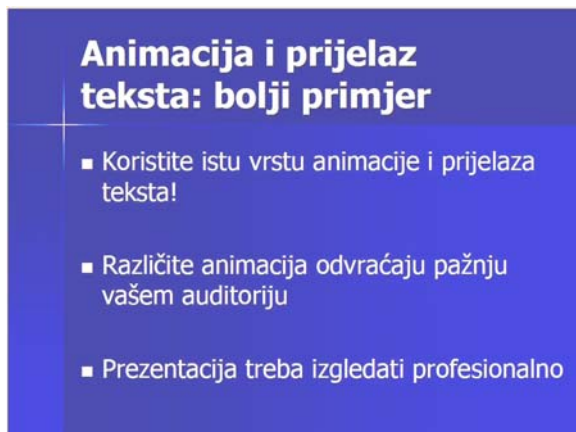 Animacija i prijelaz
teksta: bolji primjer
Koristite istu vrstu animacije i prijelaza
teksta!
Različite animacija odvraćaju pažnju
vašem auditoriju
Prezentacija treba izgledati profesionalno